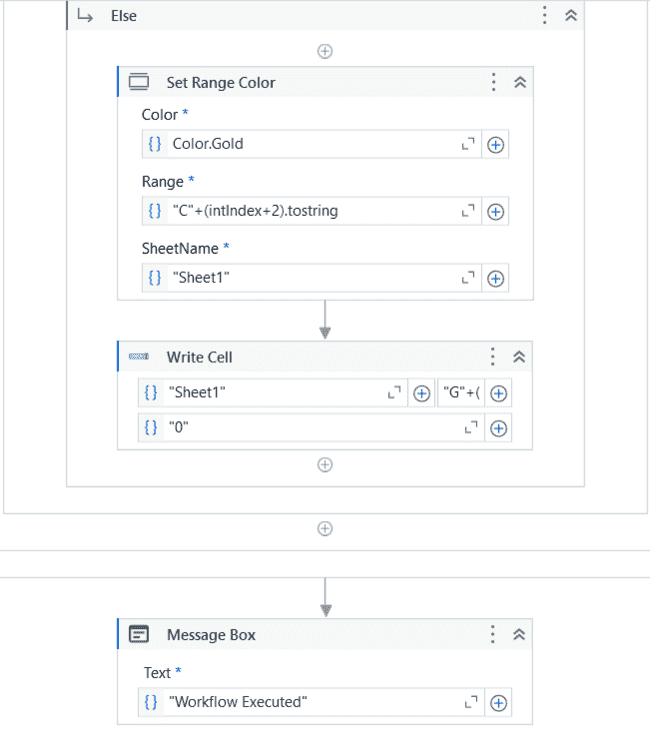 Else
Set Range Color
Color *
{} Color.Gold
Range *
{} "C"+(intIndex+2).tostring
SheetName *
{} "Sheet1"
Write Cell
{} "Sheet1" "G"+(
{} "0"
Message Box
Text *
{} "Workflow Executed"